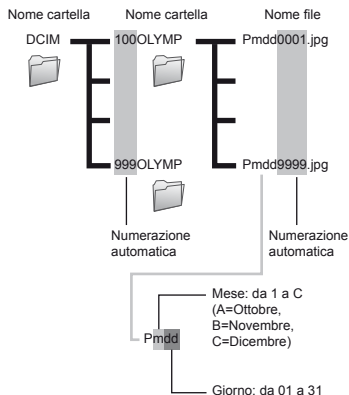 Nome cartella Nome cartella Nome file
DCIM 100OLYMP Pmdd0001.jpg
999OLYMP Pmdd9999.jpg
Numerazione automatica Numerazione automatica
Mese: da 1 a C
(A=Ottobre,
B=Novembre,
C=Dicembre)
Pmdd
Giorno: da 01 a 31